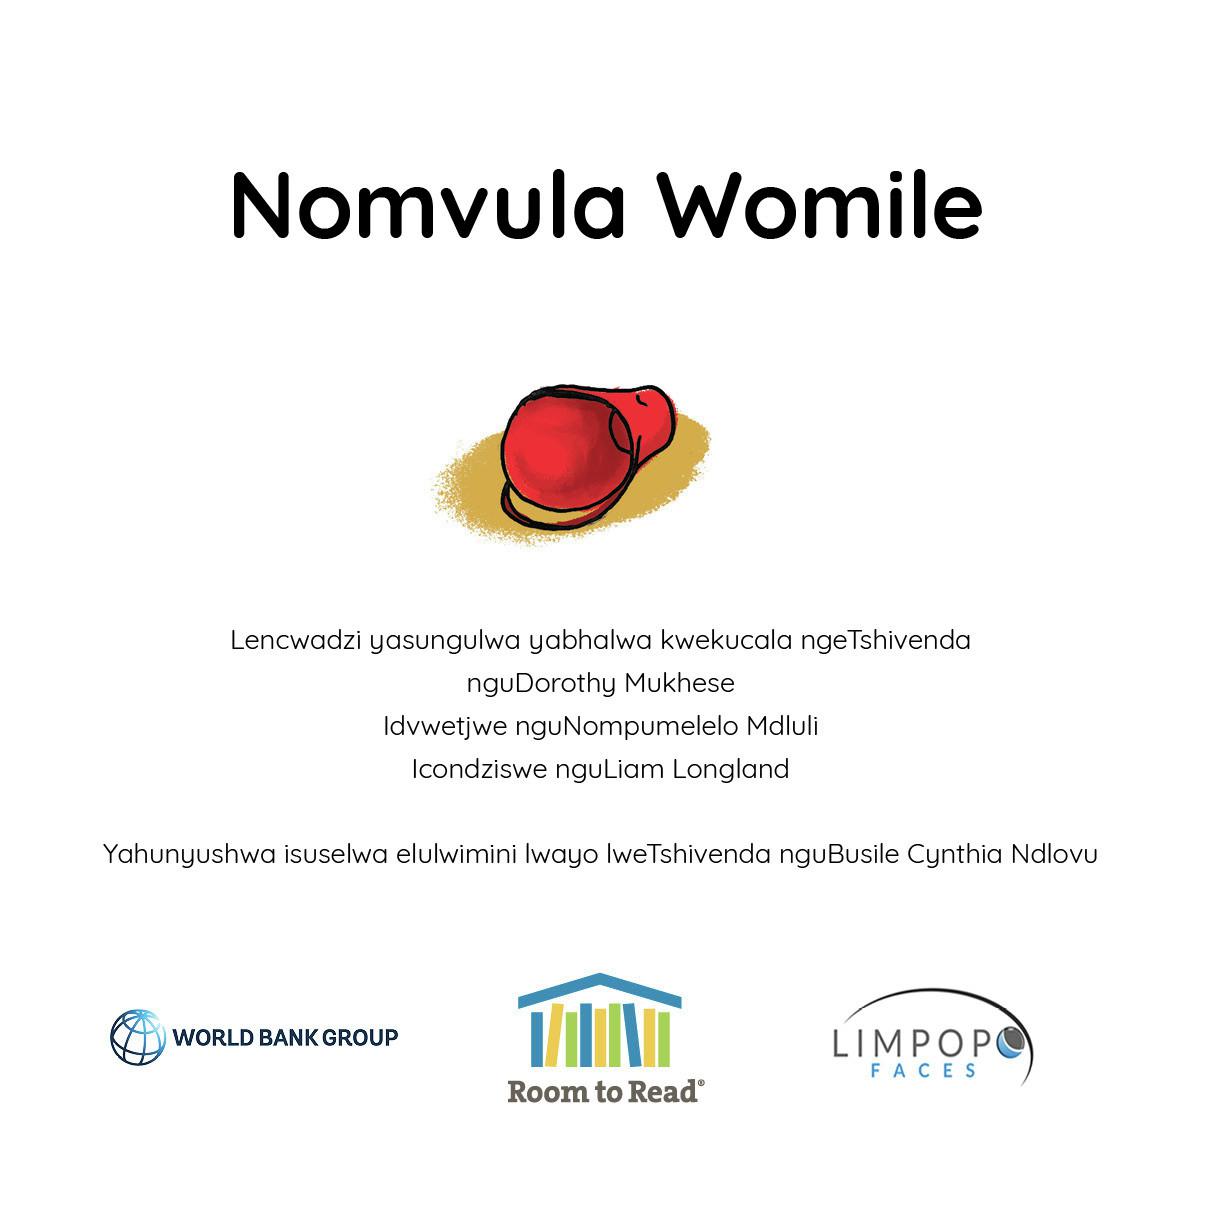 Nomvula Womile
Lencwadzi yasungulwa yabhalwa kwekucala ngeTshivenda
nguDorothy Mukhese
Idvwetjwe nguNompumelelo Mdluli
Icondziswe nguLiam Longland
Yahunyushwa isuselwa elulwimini lwayo lweTshivenda nguBusile Cynthia Ndlovu
WORLD BANK GROUP
Room to Read®
LIMPOPO
FACES